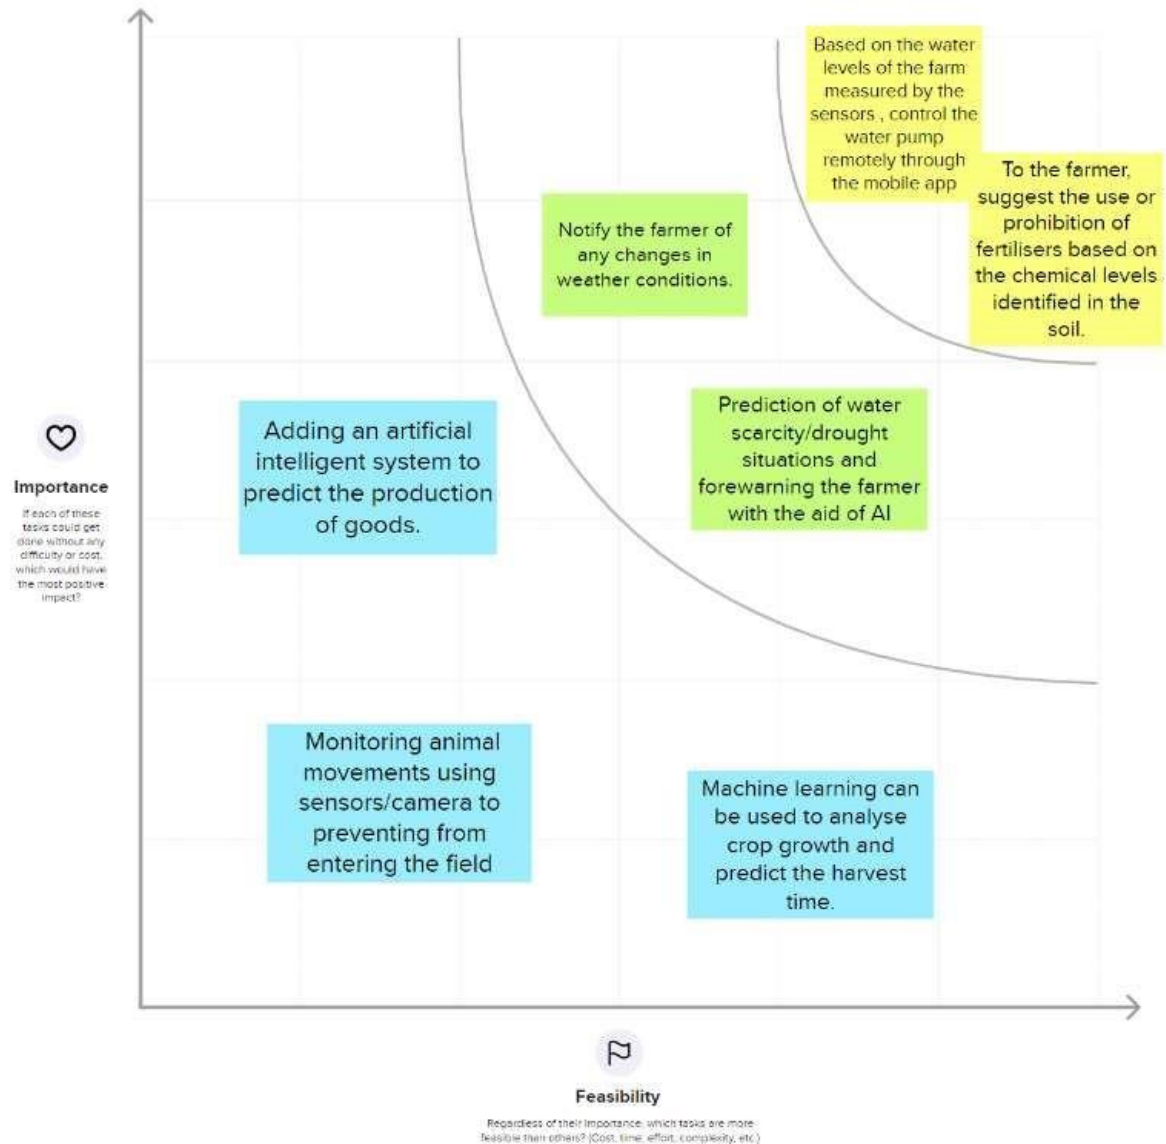 Based on the water
levels of the farm
measured by the
sensors , control the
water pump
remotely through
the mobile app
To the farmer,
suggest the use or
prohibition of
fertilisers based on
the chemical levels
identified in the
soil.
Notify the farmer of
any changes in
weather conditions.
Adding an artificial
intelligent system to
predict the production
of goods.
Prediction of water
scarcity/drought
situations and
forewarning the farmer
with the aid of AI
Importance
If each of these
tasks could get
done without any
difficulty or cost,
which would have
the most positive
impact?
Monitoring animal
movements using
sensors/camera to
preventing from
entering the field
Machine learning can
be used to analyse
crop growth and
predict the harvest
time.
Feasibility
Regardless of their importance, which tasks are more
feasible than others? (Cost, time, effort, complexity, etc.)